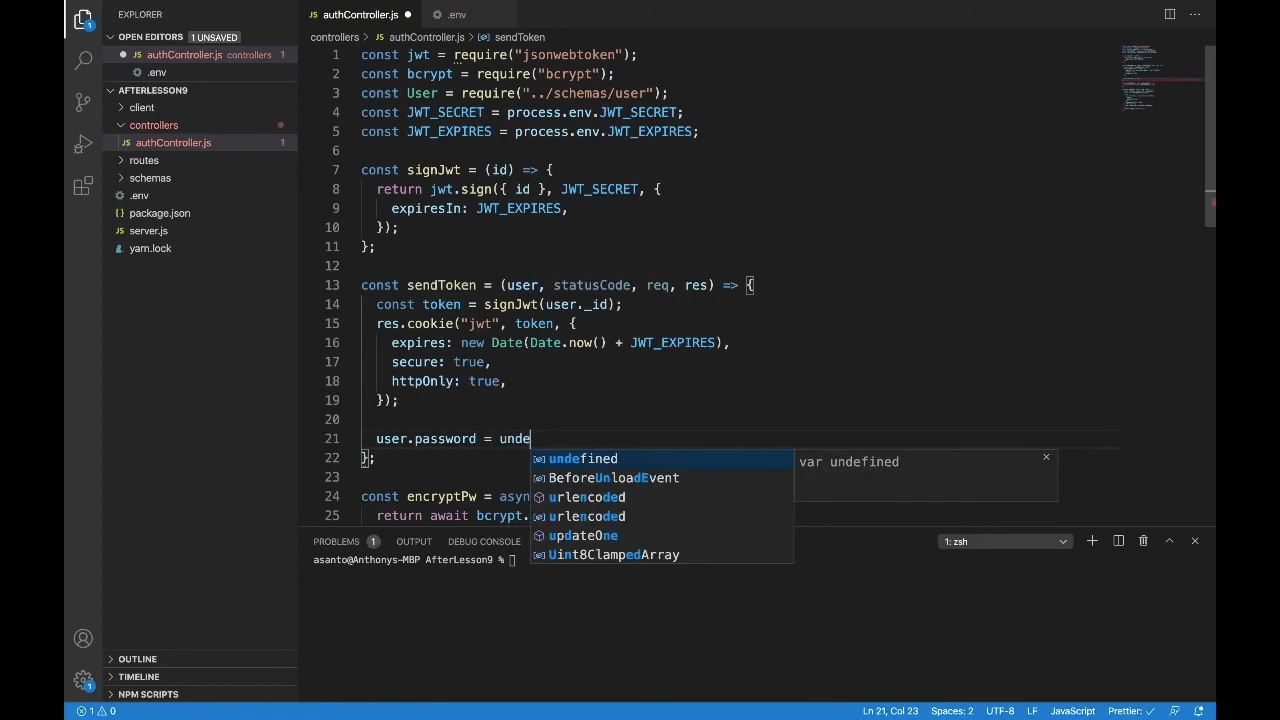 EXPLORER
OPEN EDITORS 1 UNSAVED
authController.js controllers 1
.env
AFTERLESSON9
client
controllers
authController.js 1
routes
schemas
.env
package.json
server.js
yarn.lock
OUTLINE
TIMELINE
NPM SCRIPTS
1
1
authController.js
.env
controllers > authController.js > sendToken
1 const jwt = require("jsonwebtoken");
2 const bcrypt = require("bcrypt");
3 const User = require("../schemas/user");
4 const JWT_SECRET = process.env.JWT_SECRET;
5 const JWT_EXPIRES = process.env.JWT_EXPIRES;
6
7 const signJwt = (id) => {
8 return jwt.sign({ id }, JWT_SECRET, {
9 expiresIn: JWT_EXPIRES,
10 });
11 };
12
13 const sendToken = (user, statusCode, req, res) => {
14 const token = signJwt(user._id);
15 res.cookie("jwt", token, {
16 expires: new Date(Date.now() + JWT_EXPIRES),
17 secure: true,
18 httpOnly: true,
19 });
20
21 user.password = unde
22 };
23
24 const encryptPw = asyn
25 return await bcrypt.
undefined
BeforeUnloadEvent
urlencoded
urlencoded
updateOne
Uint8ClampedArray
var undefined
PROBLEMS 1 OUTPUT DEBUG CONSOLE
1: zsh
asanto@Anthonys-MBP AfterLesson9 %
1 0
Ln 21, Col 23 Spaces: 2 UTF-8 LF JavaScript Prettier: ✓